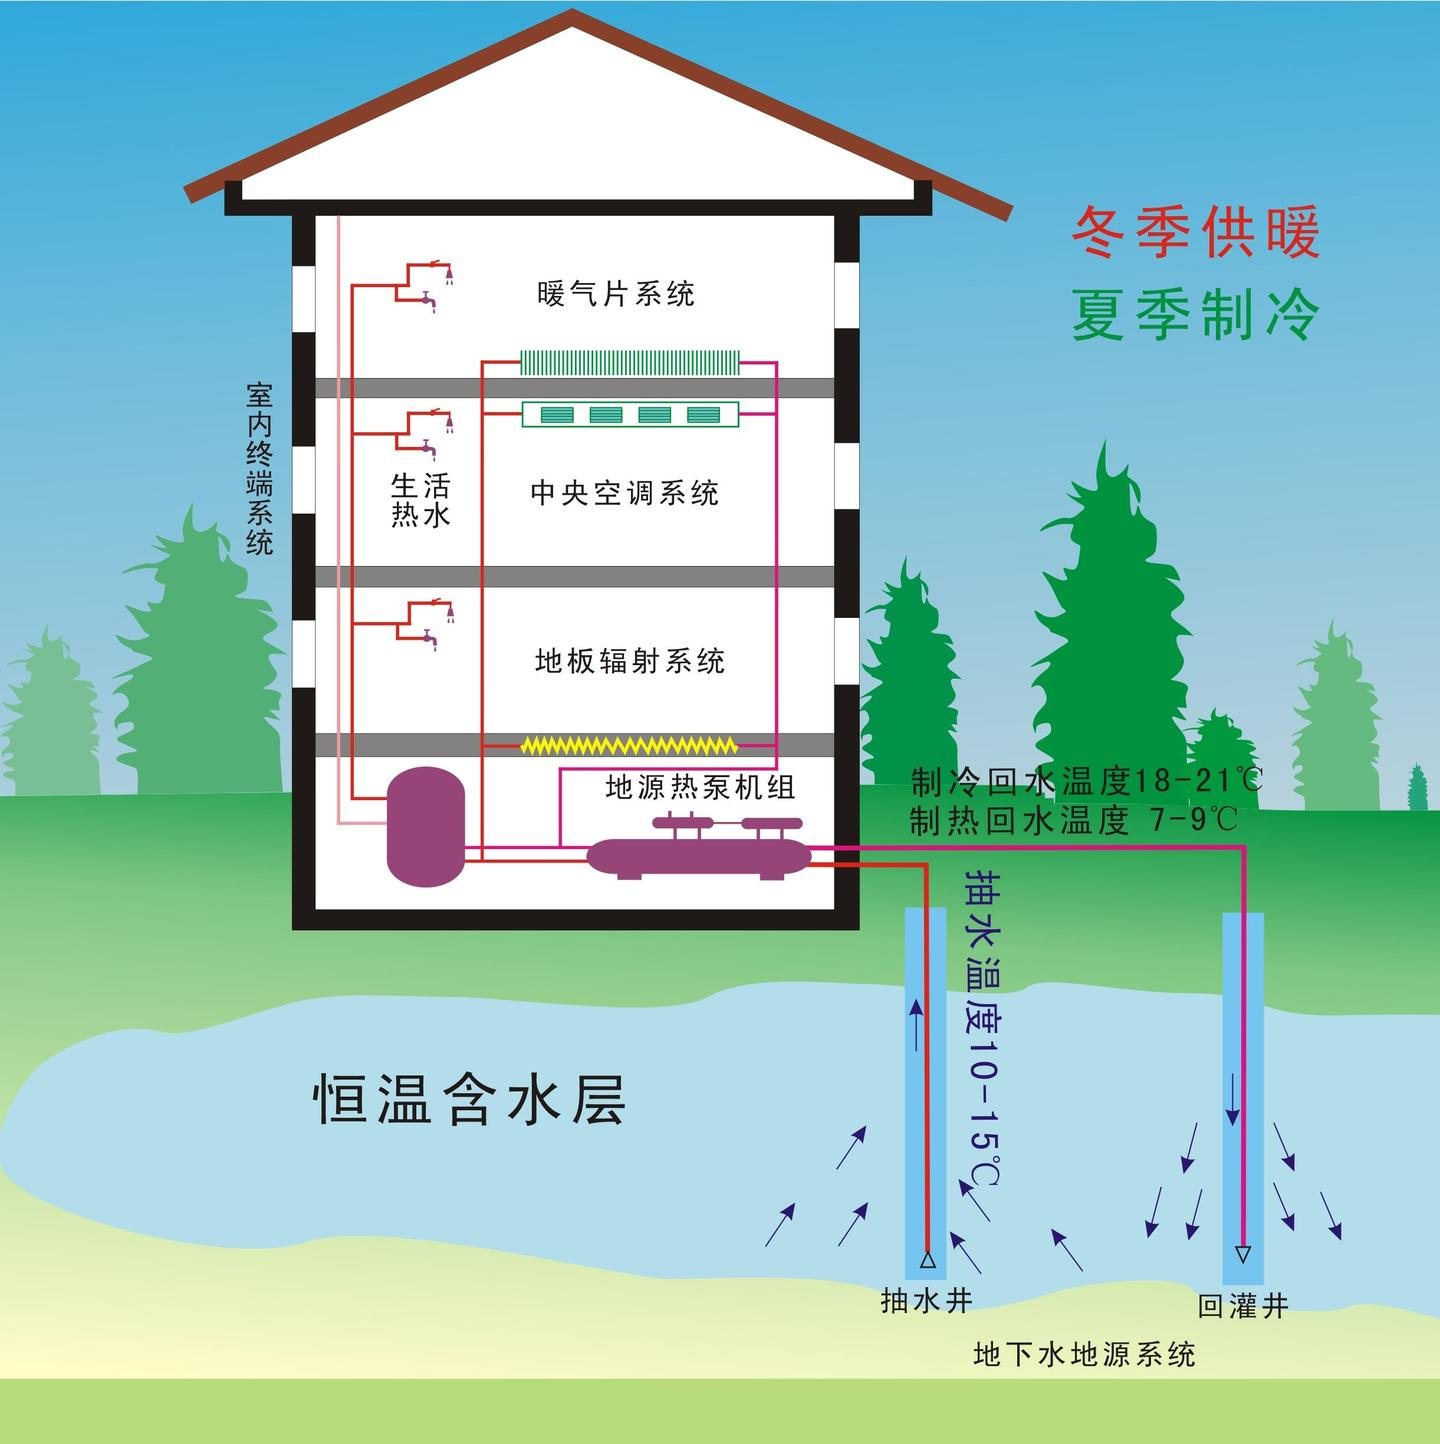 冬季供暖
夏季制冷
暖气片系统
室内终端系统
生活
热水
中央空调系统
地板辐射系统
地源热泵机组
制冷回水温度18-21℃
制热回水温度 7-9℃
抽水温度10-15℃
恒温含水层
抽水井
回灌井
地下水地源系统